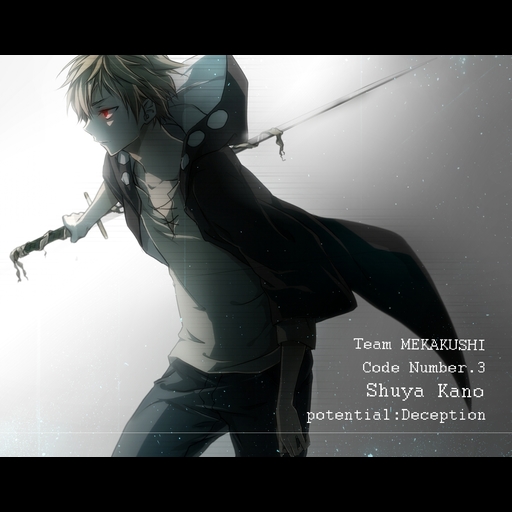 Team MEKAKUSHI
Code Number.3
Shuya Kano
potential:Deception